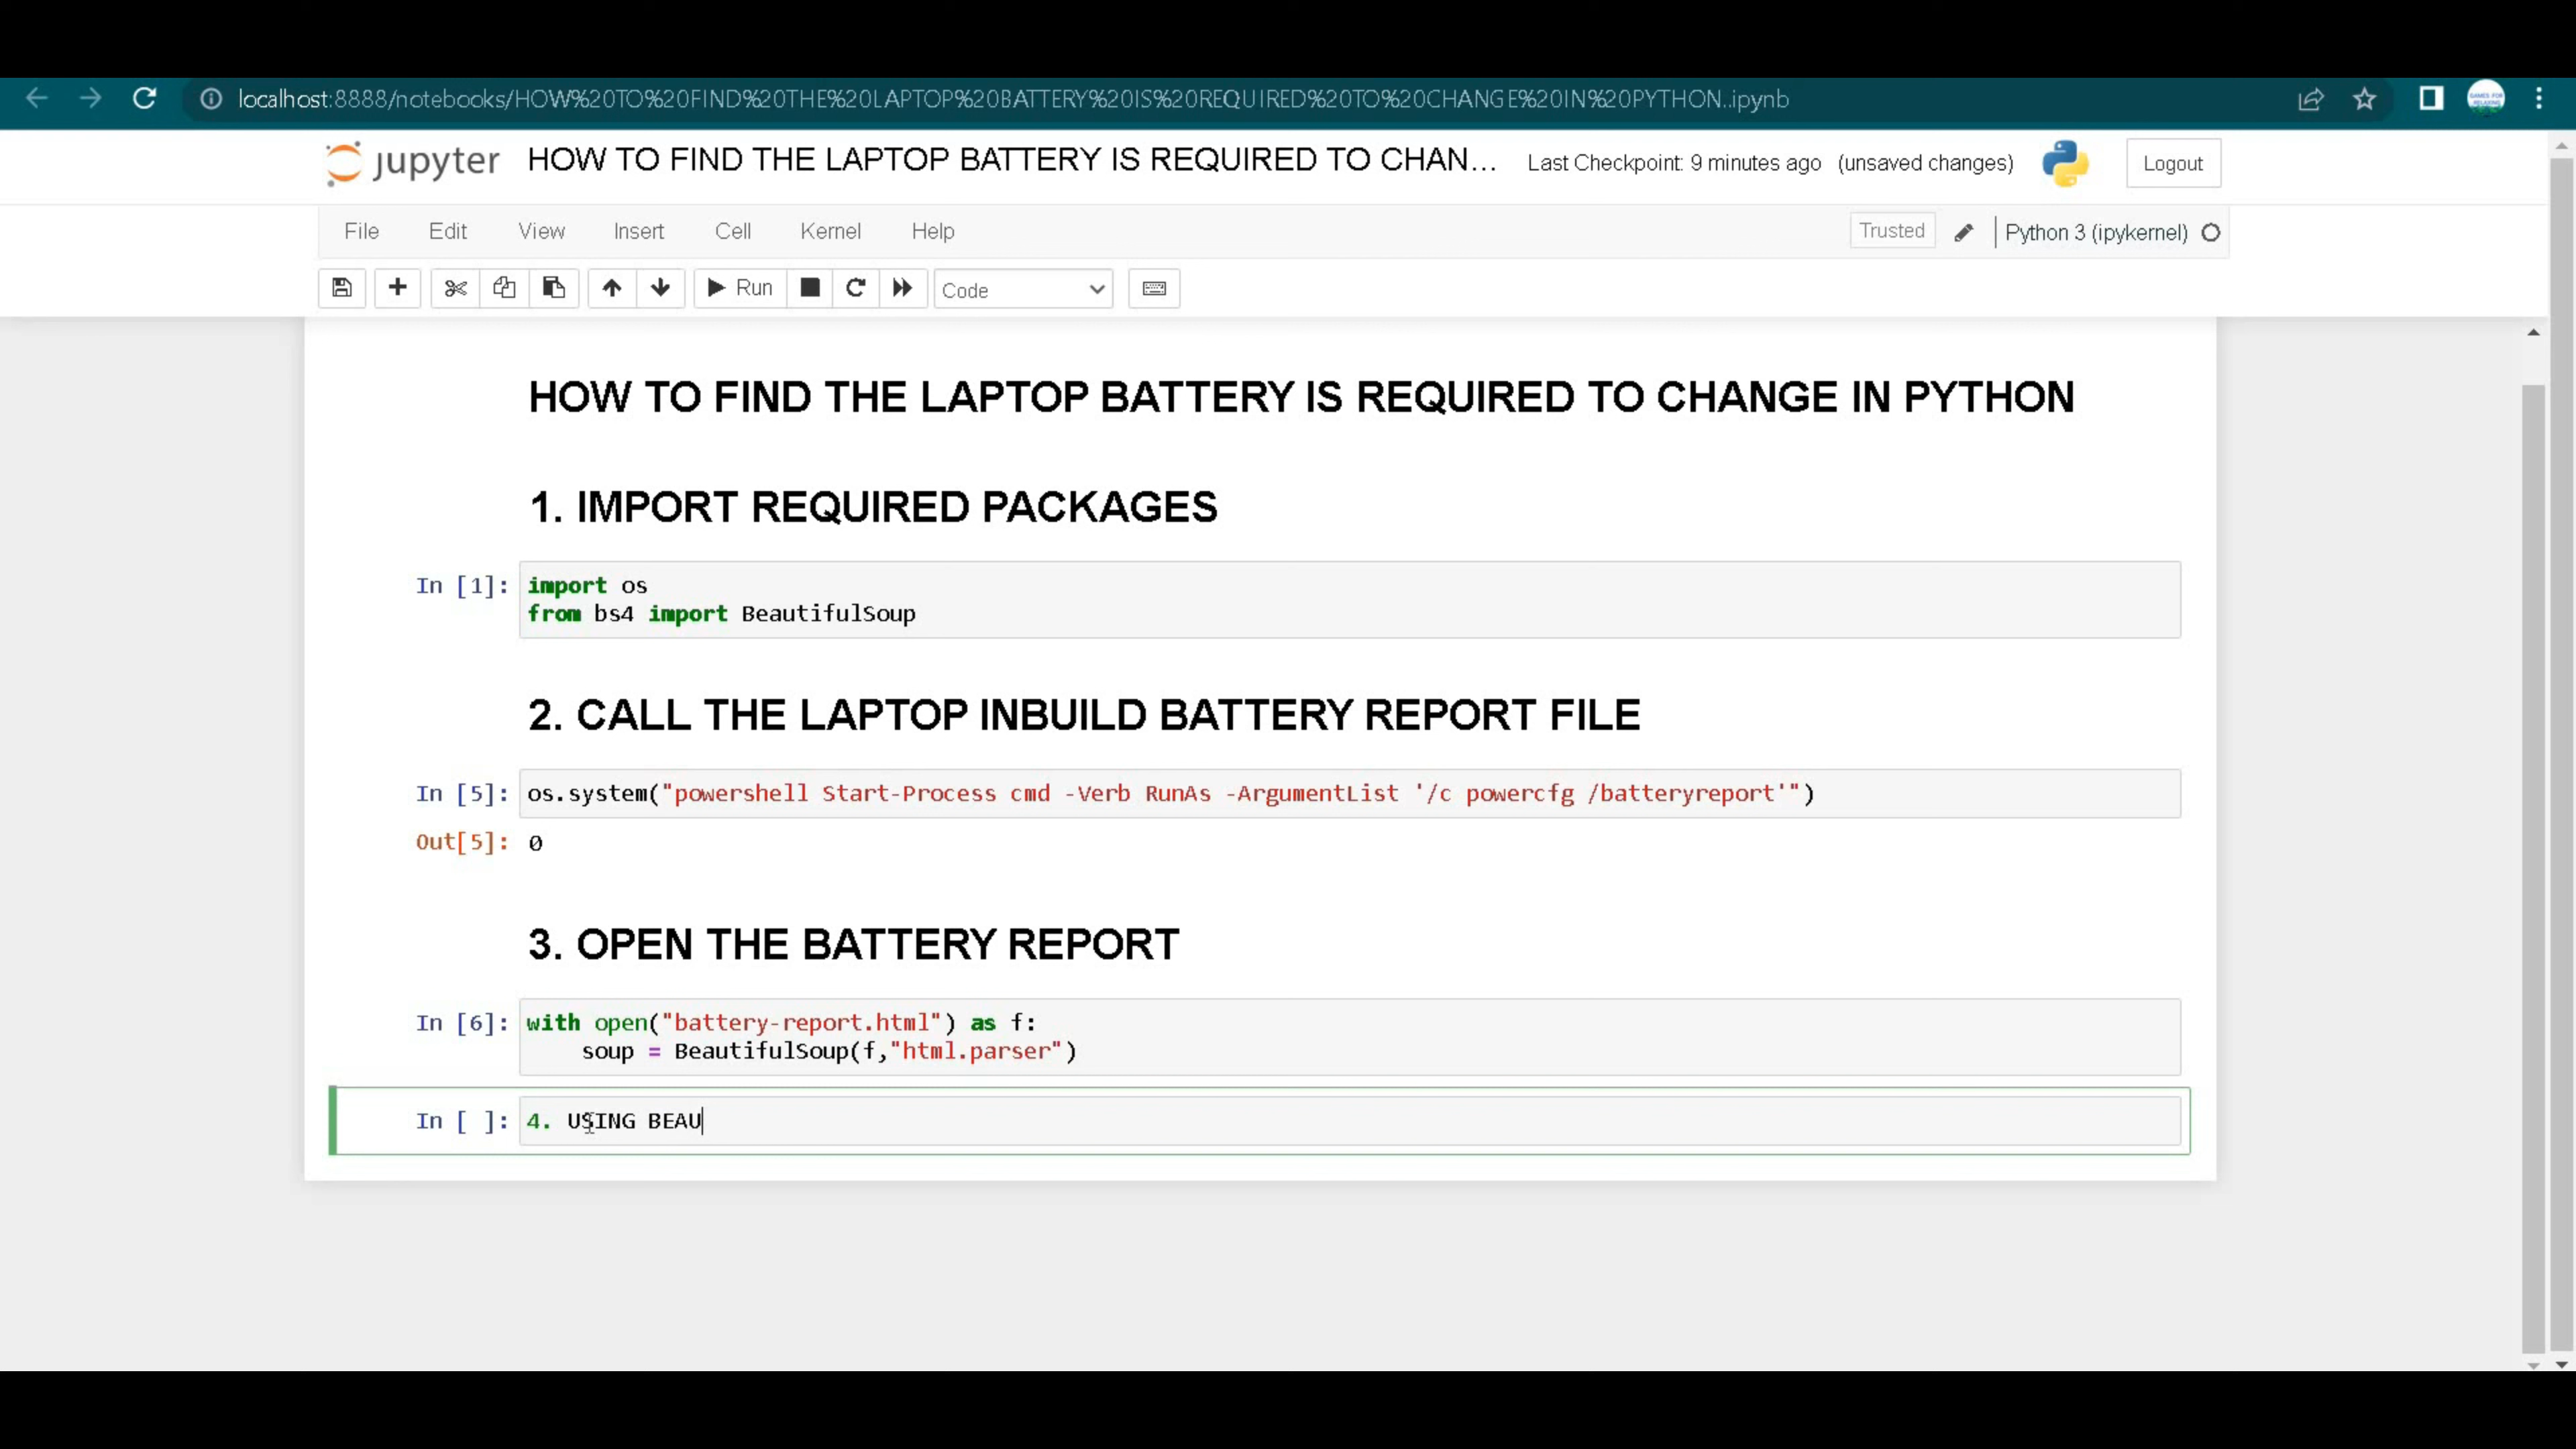 localhost:8888/notebooks/HOW%20TO%20FIND%20THE%20LAPTOP%20BATTERY%20IS%20REQUIRED%20TO%20CHANGE%20IN%20PYTHON..ipynb
jupyter HOW TO FIND THE LAPTOP BATTERY IS REQUIRED TO CHAN... Last Checkpoint: 9 minutes ago (unsaved changes) Logout
File Edit View Insert Cell Kernel Help Trusted Python 3 (ipykernel)
Run Code
HOW TO FIND THE LAPTOP BATTERY IS REQUIRED TO CHANGE IN PYTHON
1. IMPORT REQUIRED PACKAGES
In [1]: import os
from bs4 import BeautifulSoup
2. CALL THE LAPTOP INBUILD BATTERY REPORT FILE
In [5]: os.system("powershell Start-Process cmd -Verb RunAs -ArgumentList '/c powercfg /batteryreport'")
Out[5]: 0
3. OPEN THE BATTERY REPORT
In [6]: with open("battery-report.html") as f:
soup = BeautifulSoup(f,"html.parser")
In [ ]: 4. USING BEAU